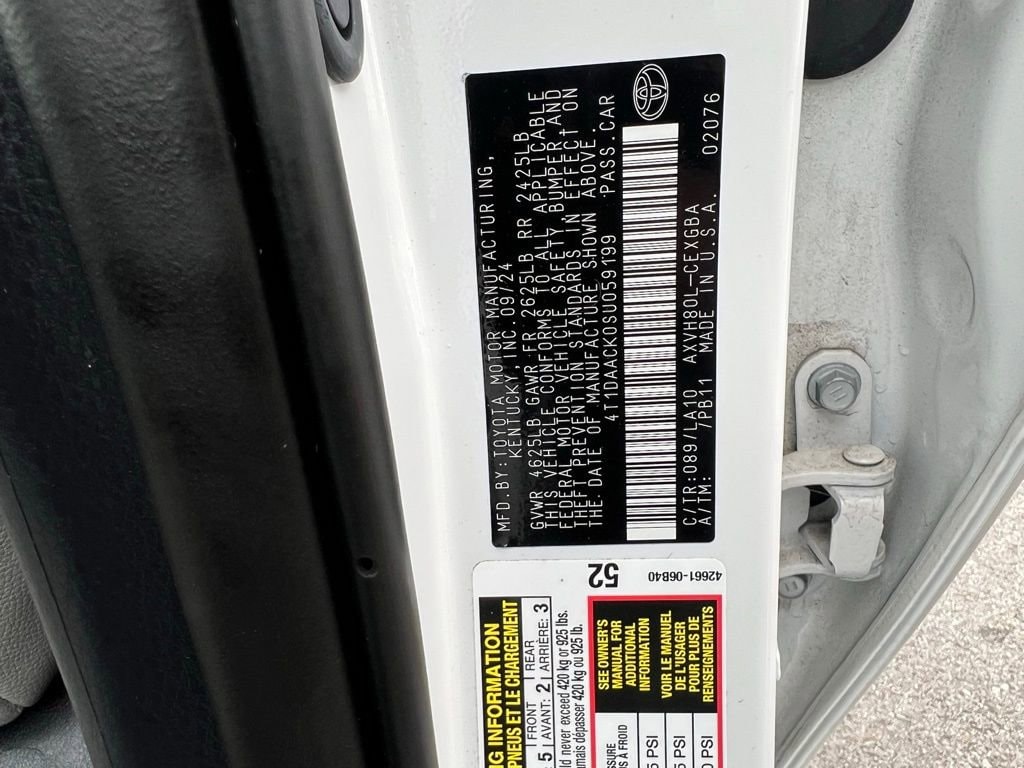 MFD.BY:TOYOTA MOTOR MANUFACTURING,
KENTUCKY,INC.09/24
GVWR 4625LB GAWR FR 2625LB RR 2425LB
THIS VEHICLE CONFORMS TO ALL APPLICABLE
FEDERAL MOTOR VEHICLE SAFETY, BUMPER, AND
THEFT PREVENTION STANDARDS IN EFFECT ON
THE DATE OF MANUFACTURE SHOWN ABOVE.
4T1DAACK0SU059199 PASS.CAR
C/TR:089/LA10 AXVH80L-CEXGBA 02076
A/TM: /PB11 MADE IN U.S.A.
NG INFORMATION
PNEUS ET LE CHARGEMENT
5 FRONT AVANT: 2 REAR ARRIÈRE: 3
ld never exceed 420 kg or 925 lbs.
amais dépasser 420 kg ou 925 lb.
SEE OWNER'S
MANUAL FOR
ADDITIONAL
INFORMATION
VOIR LE MANUEL
DE L'USAGER
POUR PLUS DE
RENSEIGNEMENTS
À FROID
5 PSI
5 PSI
0 PSI
52
42661-06B40